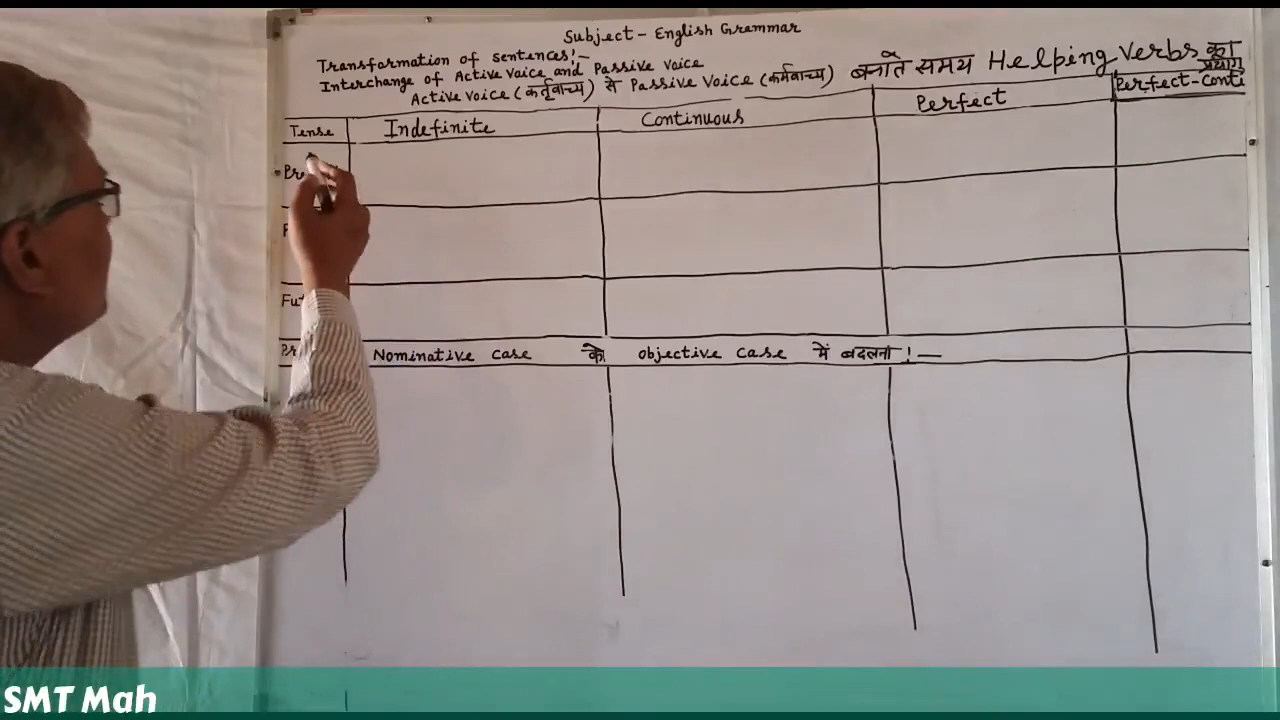 Subject - English Grammar
Transformation of sentences:-
Interchange of Active Voice and Passive Voice
Active Voice (कर्तृवाच्य) से Passive Voice (कर्मवाच्य) बनाते समय Helping Verbs का प्रयोग
Tense Indefinite Continuous Perfect Perfect-Conti
Nominative case के objective case में बदलना !—
SMT Mah